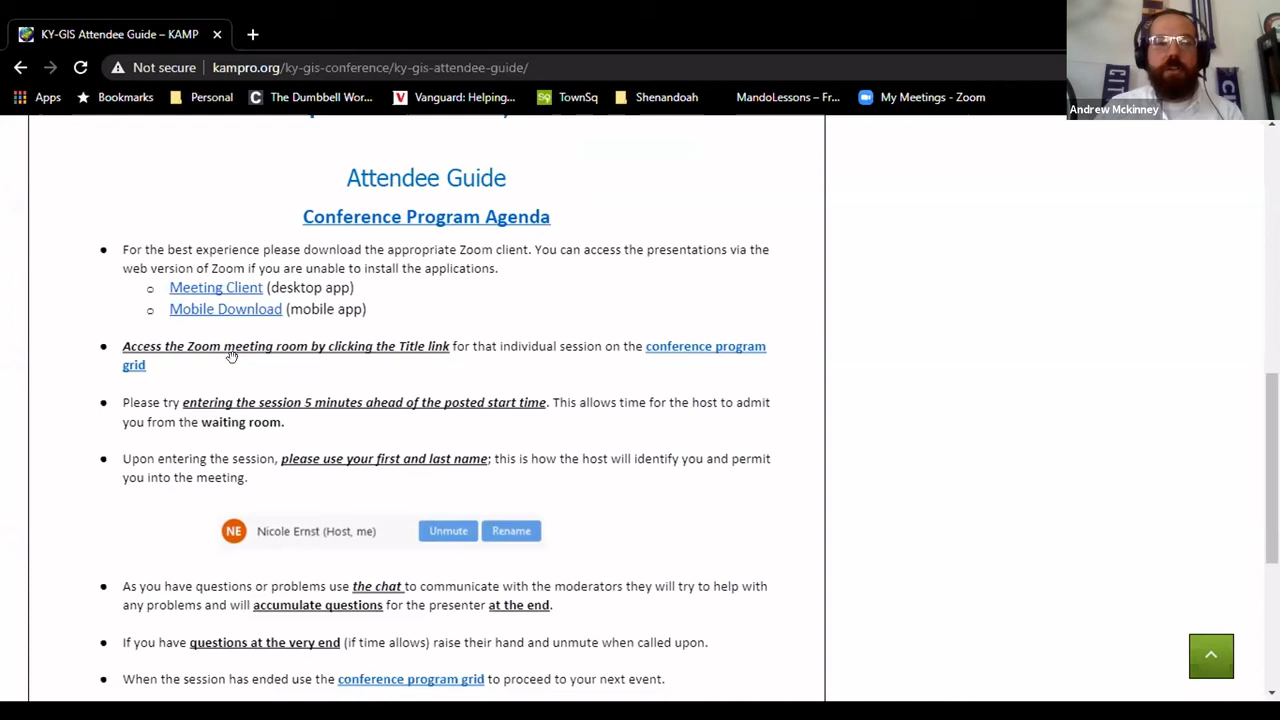 KY-GIS Attendee Guide – KAMP
Not secure kampro.org/ky-gis-conference/ky-gis-attendee-guide/
Apps Bookmarks Personal The Dumbbell Wor... Vanguard: Helping,... TownSq Shenandoah MandoLessons – Fr... My Meetings - Zoom
Andrew Mckinney
Attendee Guide
Conference Program Agenda
● For the best experience please download the appropriate Zoom client. You can access the presentations via the
web version of Zoom if you are unable to install the applications.
○ Meeting Client (desktop app)
○ Mobile Download (mobile app)
● Access the Zoom meeting room by clicking the Title link for that individual session on the conference program
grid
● Please try entering the session 5 minutes ahead of the posted start time. This allows time for the host to admit
you from the waiting room.
● Upon entering the session, please use your first and last name; this is how the host will identify you and permit
you into the meeting.
NE Nicole Ernst (Host, me) Unmute Rename
● As you have questions or problems use the chat to communicate with the moderators they will try to help with
any problems and will accumulate questions for the presenter at the end.
● If you have questions at the very end (if time allows) raise their hand and unmute when called upon.
● When the session has ended use the conference program grid to proceed to your next event.